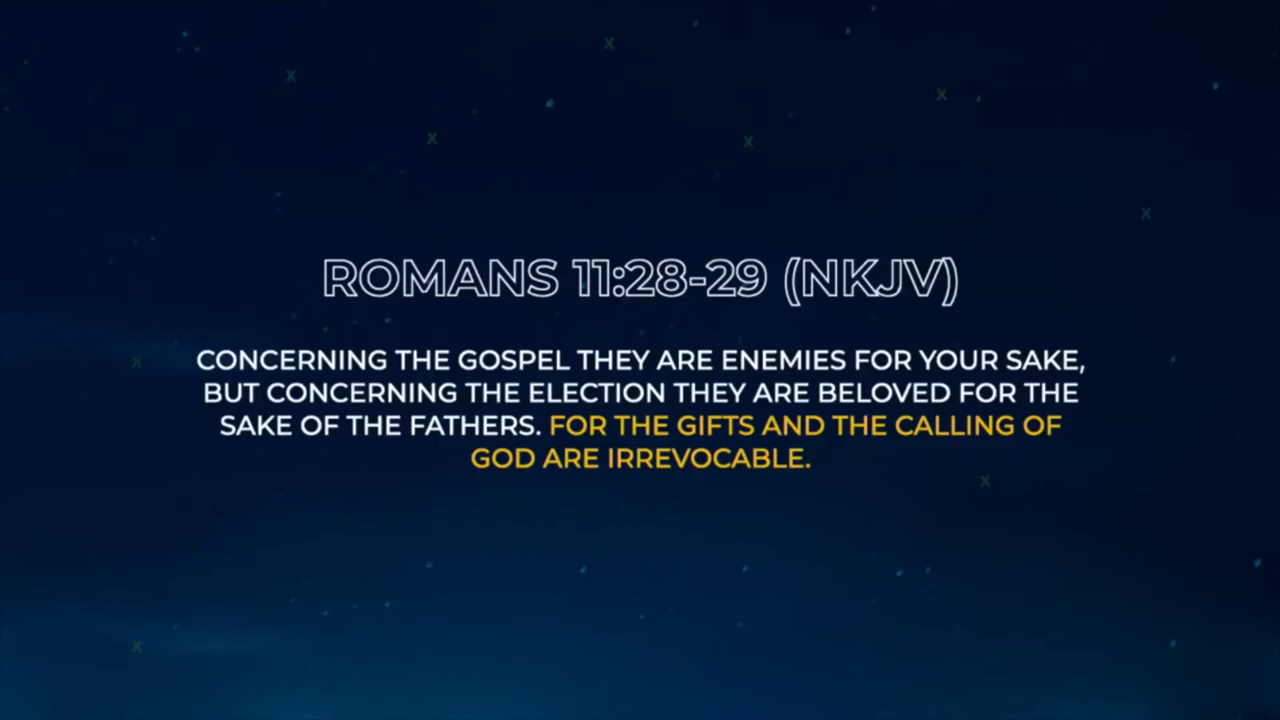 ROMANS 11:28-29 (NKJV)
CONCERNING THE GOSPEL THEY ARE ENEMIES FOR YOUR SAKE,
BUT CONCERNING THE ELECTION THEY ARE BELOVED FOR THE
SAKE OF THE FATHERS. FOR THE GIFTS AND THE CALLING OF
GOD ARE IRREVOCABLE.